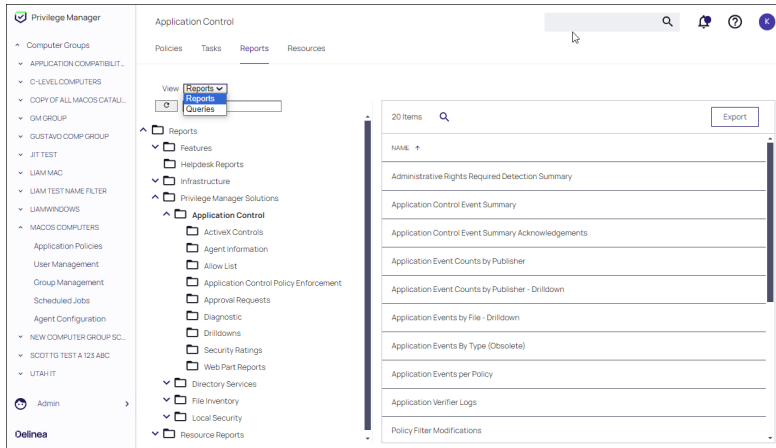 Privilege Manager
Computer Groups
APPLICATION COMPATIBILIT...
C-LEVEL COMPUTERS
COPY OF ALL MACOS CATALI...
GM GROUP
GUSTAVO COMP GROUP
JIT TEST
LIAM MAC
LIAM TEST NAME FILTER
LIAMWINDOWS
MACOS COMPUTERS
Application Policies
User Management
Group Management
Scheduled Jobs
Agent Configuration
NEW COMPUTER GROUP SC...
SCOTT G TEST A 123 ABC
UTAH IT
Admin
Delinea
Application Control
K
Policies Tasks Reports Resources
View Reports
Reports
Queries
Reports
Features
Helpdesk Reports
Infrastructure
Privilege Manager Solutions
Application Control
ActiveX Controls
Agent Information
Allow List
Application Control Policy Enforcement
Approval Requests
Diagnostic
Drilldowns
Security Ratings
Web Part Reports
Directory Services
File Inventory
Local Security
Resource Reports
20 Items Export
NAME
Administrative Rights Required Detection Summary
Application Control Event Summary
Application Control Event Summary Acknowledgements
Application Event Counts by Publisher
Application Event Counts by Publisher - Drilldown
Application Events by File - Drilldown
Application Events By Type (Obsolete)
Application Events per Policy
Application Verifier Logs
Policy Filter Modifications